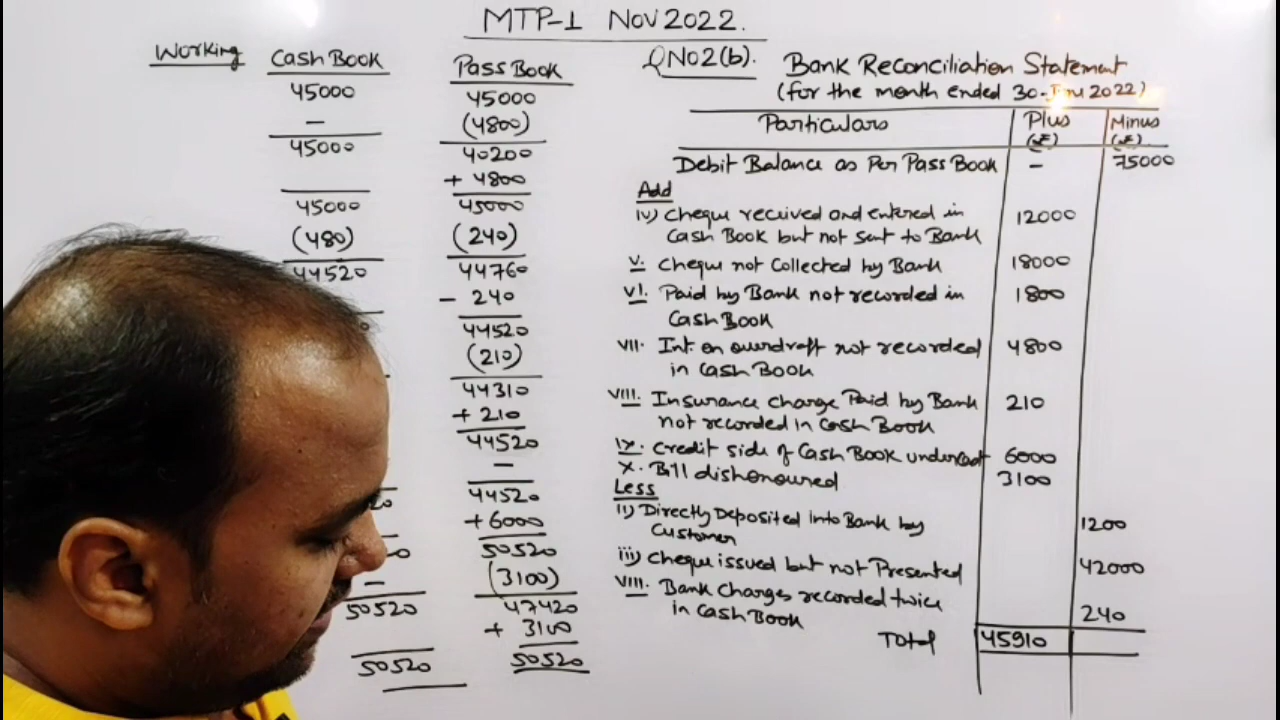 MTP-1 NOV 2022.
Working
Cash Book
45000
-
45000
45000
(480)
44520
50520
50520
Pass Book
45000
(4800)
40200
+ 4800
45000
(240)
44760
- 240
44520
(210)
44310
+ 210
44520
-
44520
+6000
50520
(3100)
47420
+ 3100
50520
QNO2(b).
Bank Reconciliation Statement
(for the month ended 30 2022)
Particulars Plus (₹) Minus (₹)
Debit Balance as Per Pass Book - 75000
Add
iv) Cheque received and entered in
Cash Book but not sent to Bank 12000
v. Cheque not Collected by Bank 18000
vi. Paid by Bank not recorded in 1800
Cash Book
vii. Int. on overdraft not recorded 4800
in Cash Book
viii. Insurance charge Paid by Bank 210
not recorded in Cash Book
ix. Credit side of Cash Book undercast 6000
x. Bill dishonoured 3100
Less
ii) Directly Deposited into Bank by 1200
Customer
iii) Cheque issued but not Presented 42000
viii. Bank Charges recorded twice
in Cash Book 240
Total 45910